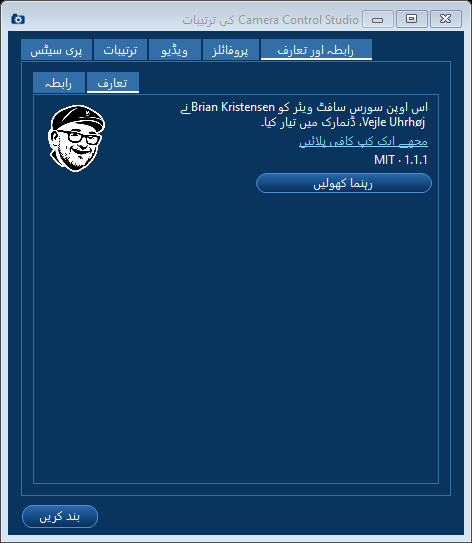 Camera Control Studio کی ترتیبات
پری سیٹس
ترتیبات
ویڈیو
پروفائلز
رابطہ اور تعارف
رابطہ
تعارف
اس اوپن سورس سافٹ ویئر کو Brian Kristensen نے
Vejle Uhrhøj، ڈنمارک میں تیار کیا۔
مجھے ایک کپ کافی پلائیں
MIT · 1.1.1
رہنما کھولیں
بند کریں